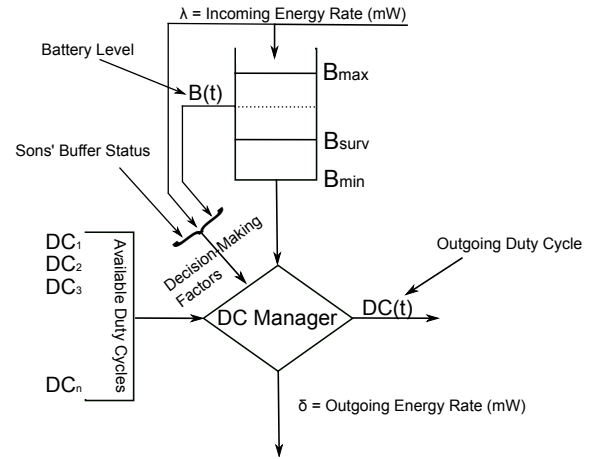 λ = Incoming Energy Rate (mW)
Battery Level
Bmax
B(t)
Bsurv
Sons' Buffer Status
Bmin
Decision-Making
Factors
DC1
DC2
DC3
DCn
Available Duty Cycles
Outgoing Duty Cycle
DC Manager
DC(t)
δ = Outgoing Energy Rate (mW)